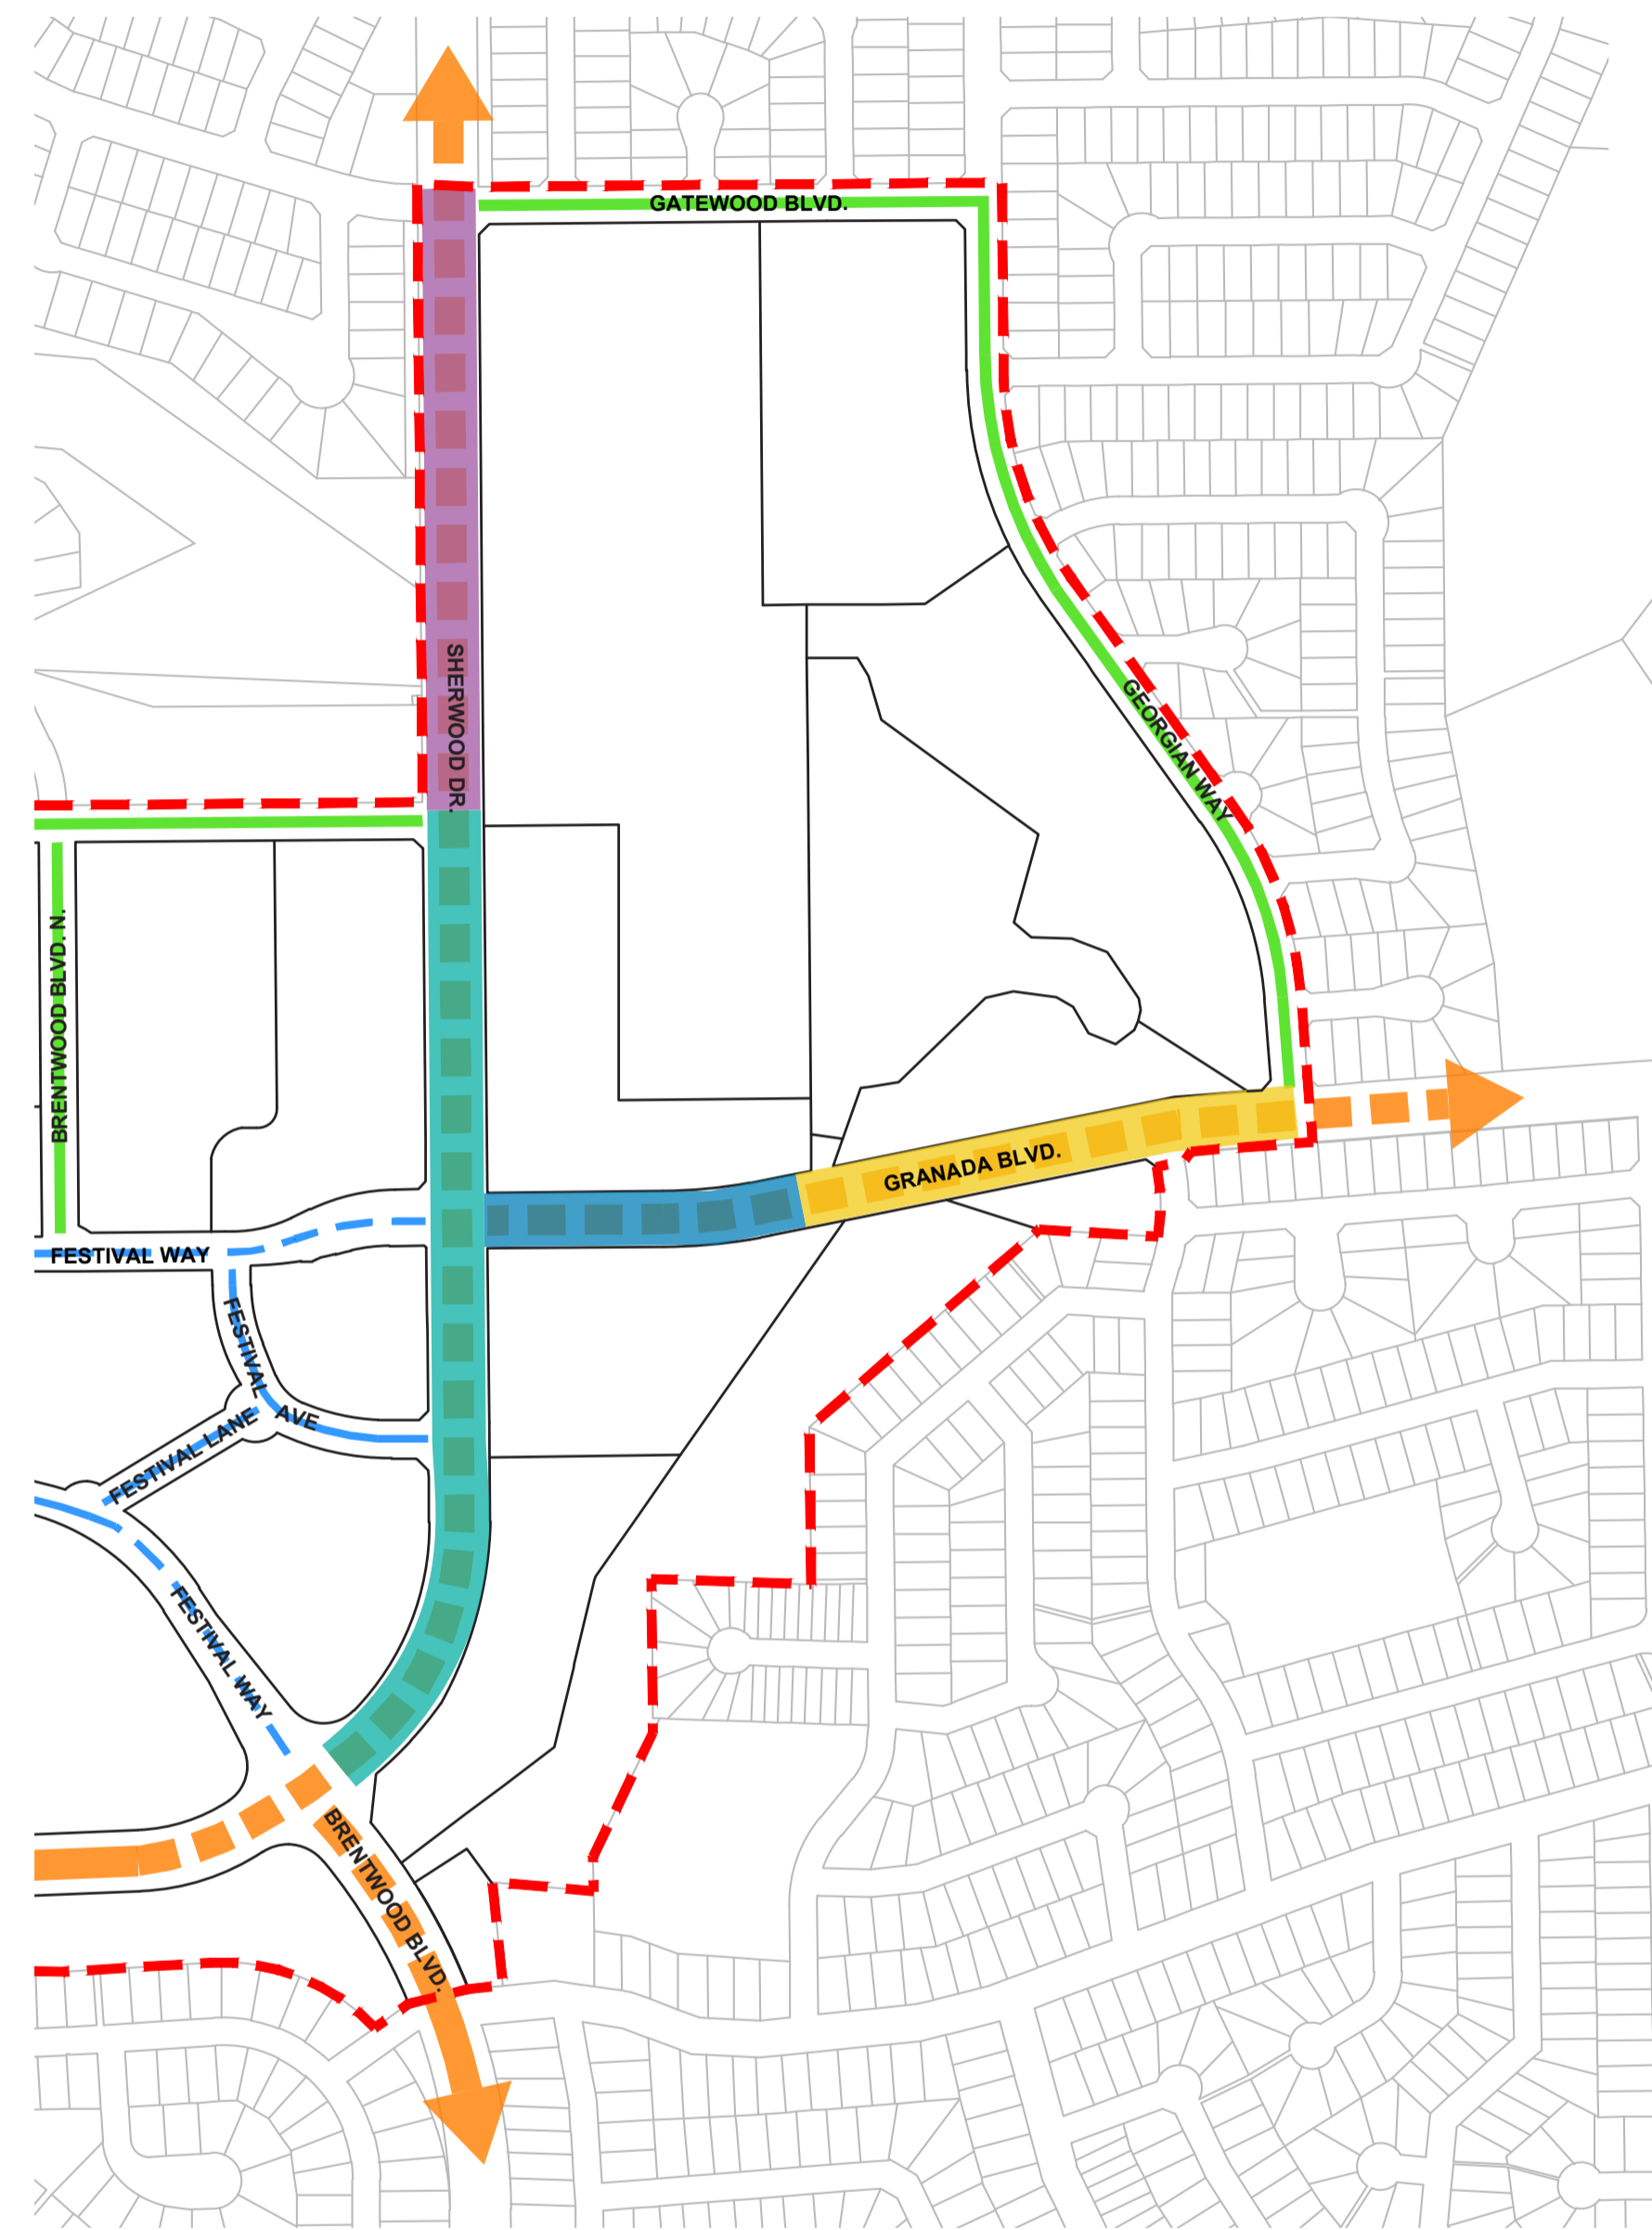 GATEWOOD BLVD.
SHERWOOD DR.
GEORGIAN WAY
BRENTWOOD BLVD. N.
GRANADA BLVD.
FESTIVAL WAY
FESTIVAL AVE
FESTIVAL LANE
FESTIVAL WAY
BRENTWOOD BLVD.